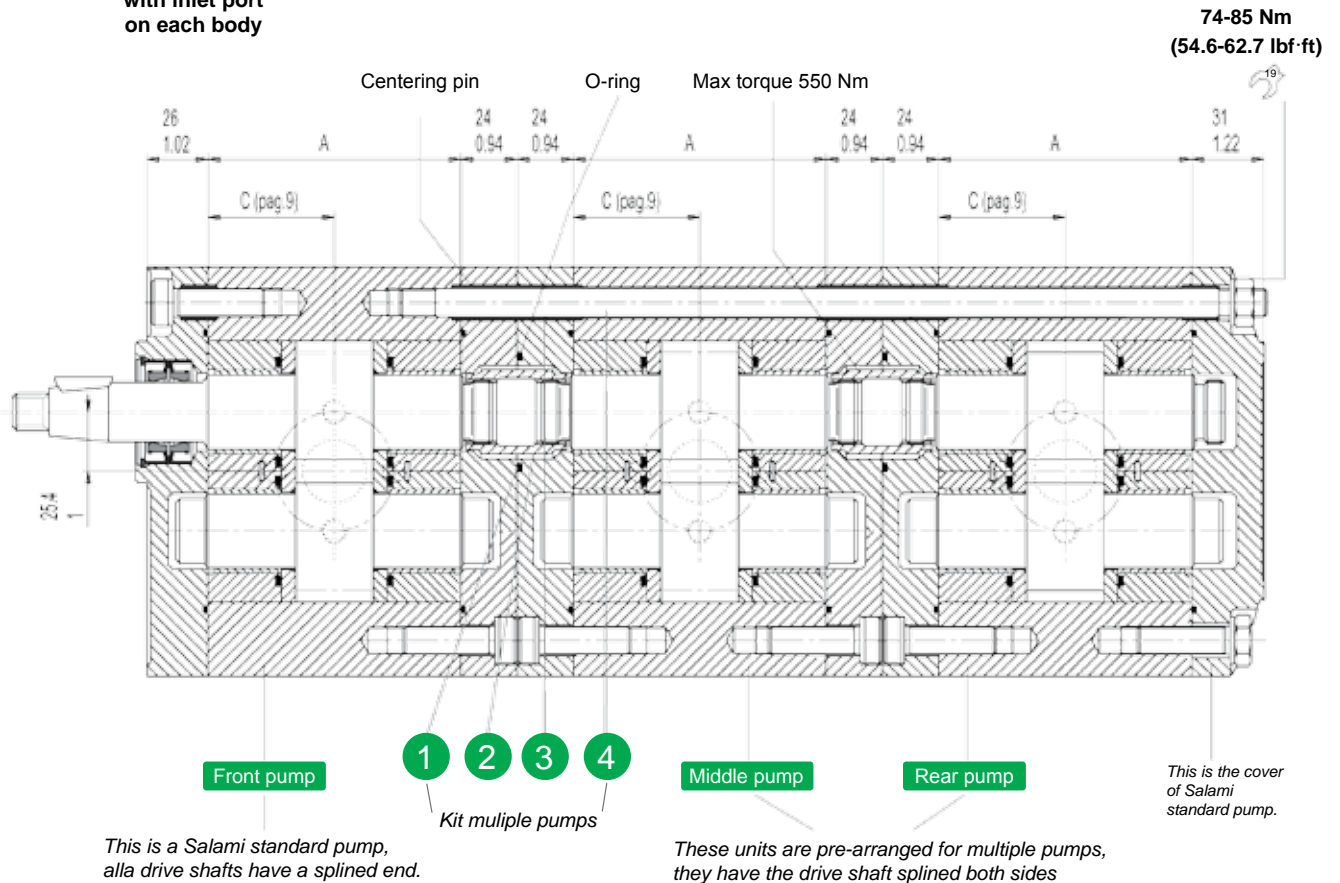 with inlet port
on each body
74-85 Nm
(54.6-62.7 lbf·ft)
19
Centering pin
O-ring
Max torque 550 Nm
26
1.02
A
24
0.94
24
0.94
A
24
0.94
24
0.94
A
31
1.22
C (pag.9)
C (pag.9)
C (pag.9)
25.4
1
1
2
3
4
Front pump
Middle pump
Rear pump
Kit muliple pumps
This is the cover
of Salami
standard pump.
This is a Salami standard pump,
alla drive shafts have a splined end.
These units are pre-arranged for multiple pumps,
they have the drive shaft splined both sides